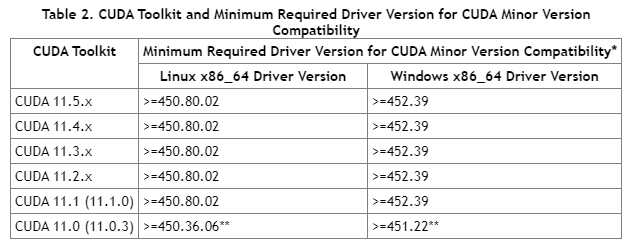 Table 2. CUDA Toolkit and Minimum Required Driver Version for CUDA Minor Version
Compatibility
CUDA Toolkit Minimum Required Driver Version for CUDA Minor Version Compatibility*
Linux x86_64 Driver Version Windows x86_64 Driver Version
CUDA 11.5.x >=450.80.02 >=452.39
CUDA 11.4.x >=450.80.02 >=452.39
CUDA 11.3.x >=450.80.02 >=452.39
CUDA 11.2.x >=450.80.02 >=452.39
CUDA 11.1 (11.1.0) >=450.80.02 >=452.39
CUDA 11.0 (11.0.3) >=450.36.06** >=451.22**